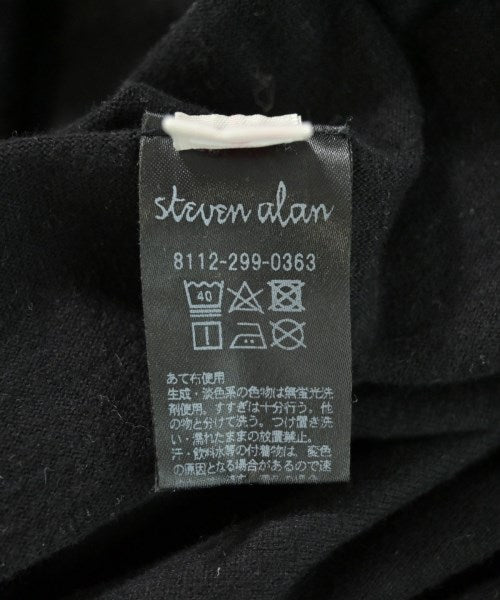 steven alan
8112-299-0363
40
あて布使用
生成・淡色系の色物は無蛍光洗
剤使用。すすぎは十分行う。他
の物と分けて洗う。つけ置き洗
い・濡れたままの放置禁止。
汗・飲料水等の付着物は、変色
の原因となる場合があるので速